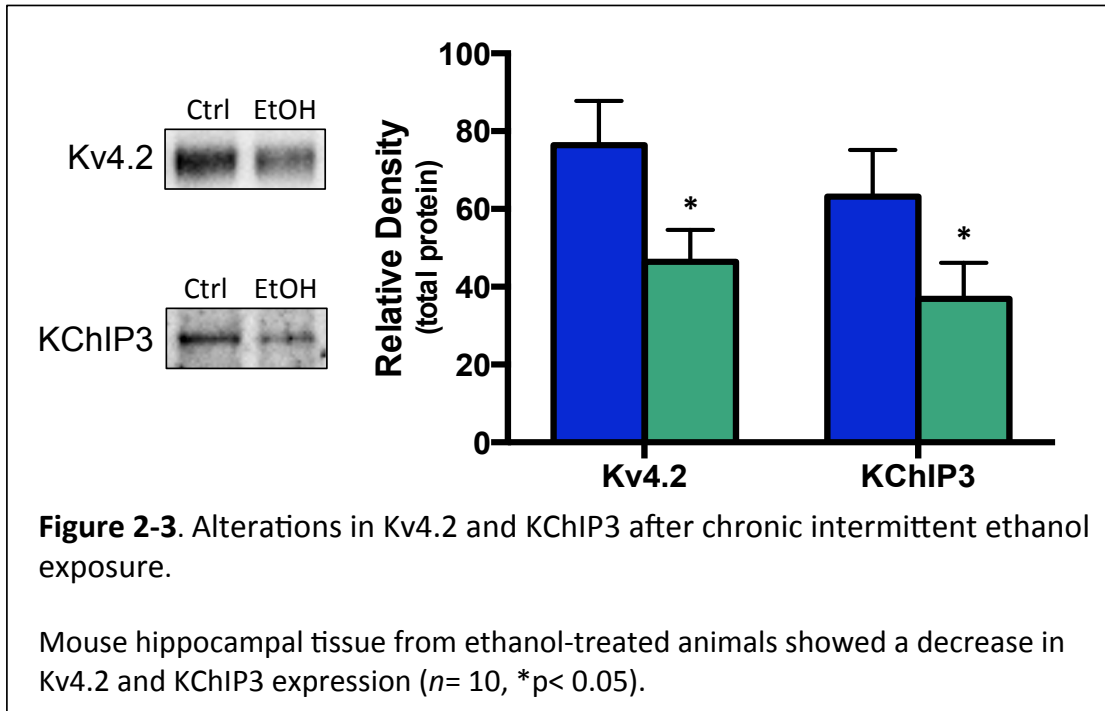 Ctrl EtOH
Kv4.2
Ctrl EtOH
KChIP3
Relative Density
(total protein)
100
80
60
40
20
0
*
*
Kv4.2 KChIP3
Figure 2-3. Alterations in Kv4.2 and KChIP3 after chronic intermittent ethanol
exposure.
Mouse hippocampal tissue from ethanol-treated animals showed a decrease in
Kv4.2 and KChIP3 expression (n= 10, *p< 0.05).